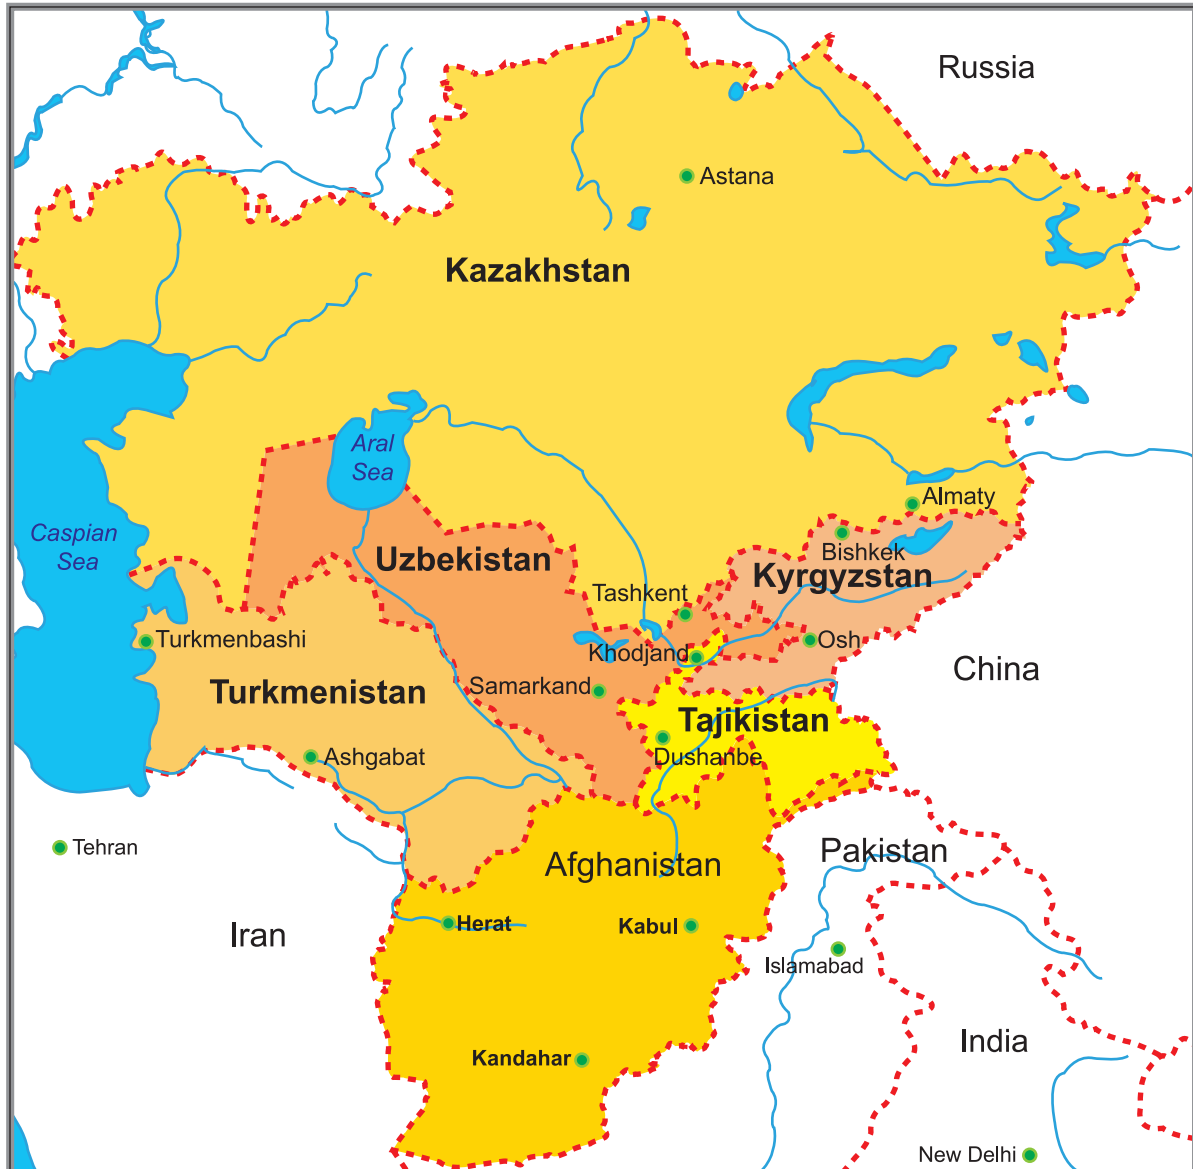 Russia
Astana
Kazakhstan
Aral
Sea
Almaty
Caspian
Sea
Bishkek
Uzbekistan
Kyrgyzstan
Tashkent
Turkmenbashi
Osh
Khodjand
China
Samarkand
Turkmenistan
Tajikistan
Ashgabat
Dushanbe
Tehran
Pakistan
Afghanistan
Herat
Kabul
Iran
Islamabad
India
Kandahar
New Delhi